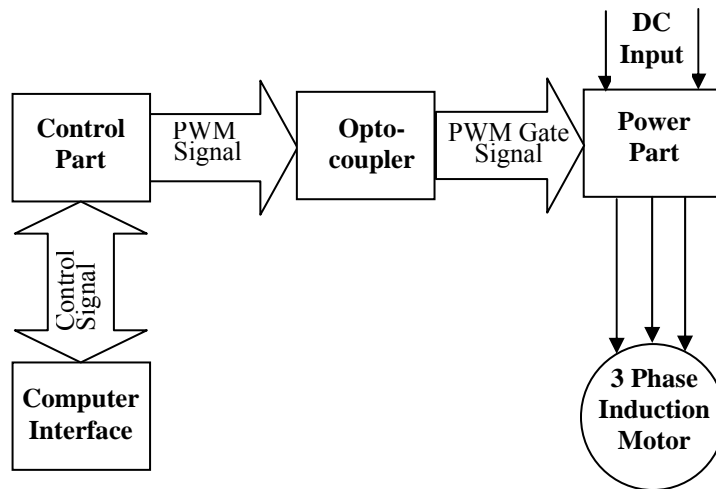 DC
Input
Control
Part
PWM
Signal
Opto-
coupler
PWM Gate
Signal
Power
Part
Control
Signal
Computer
Interface
3 Phase
Induction
Motor